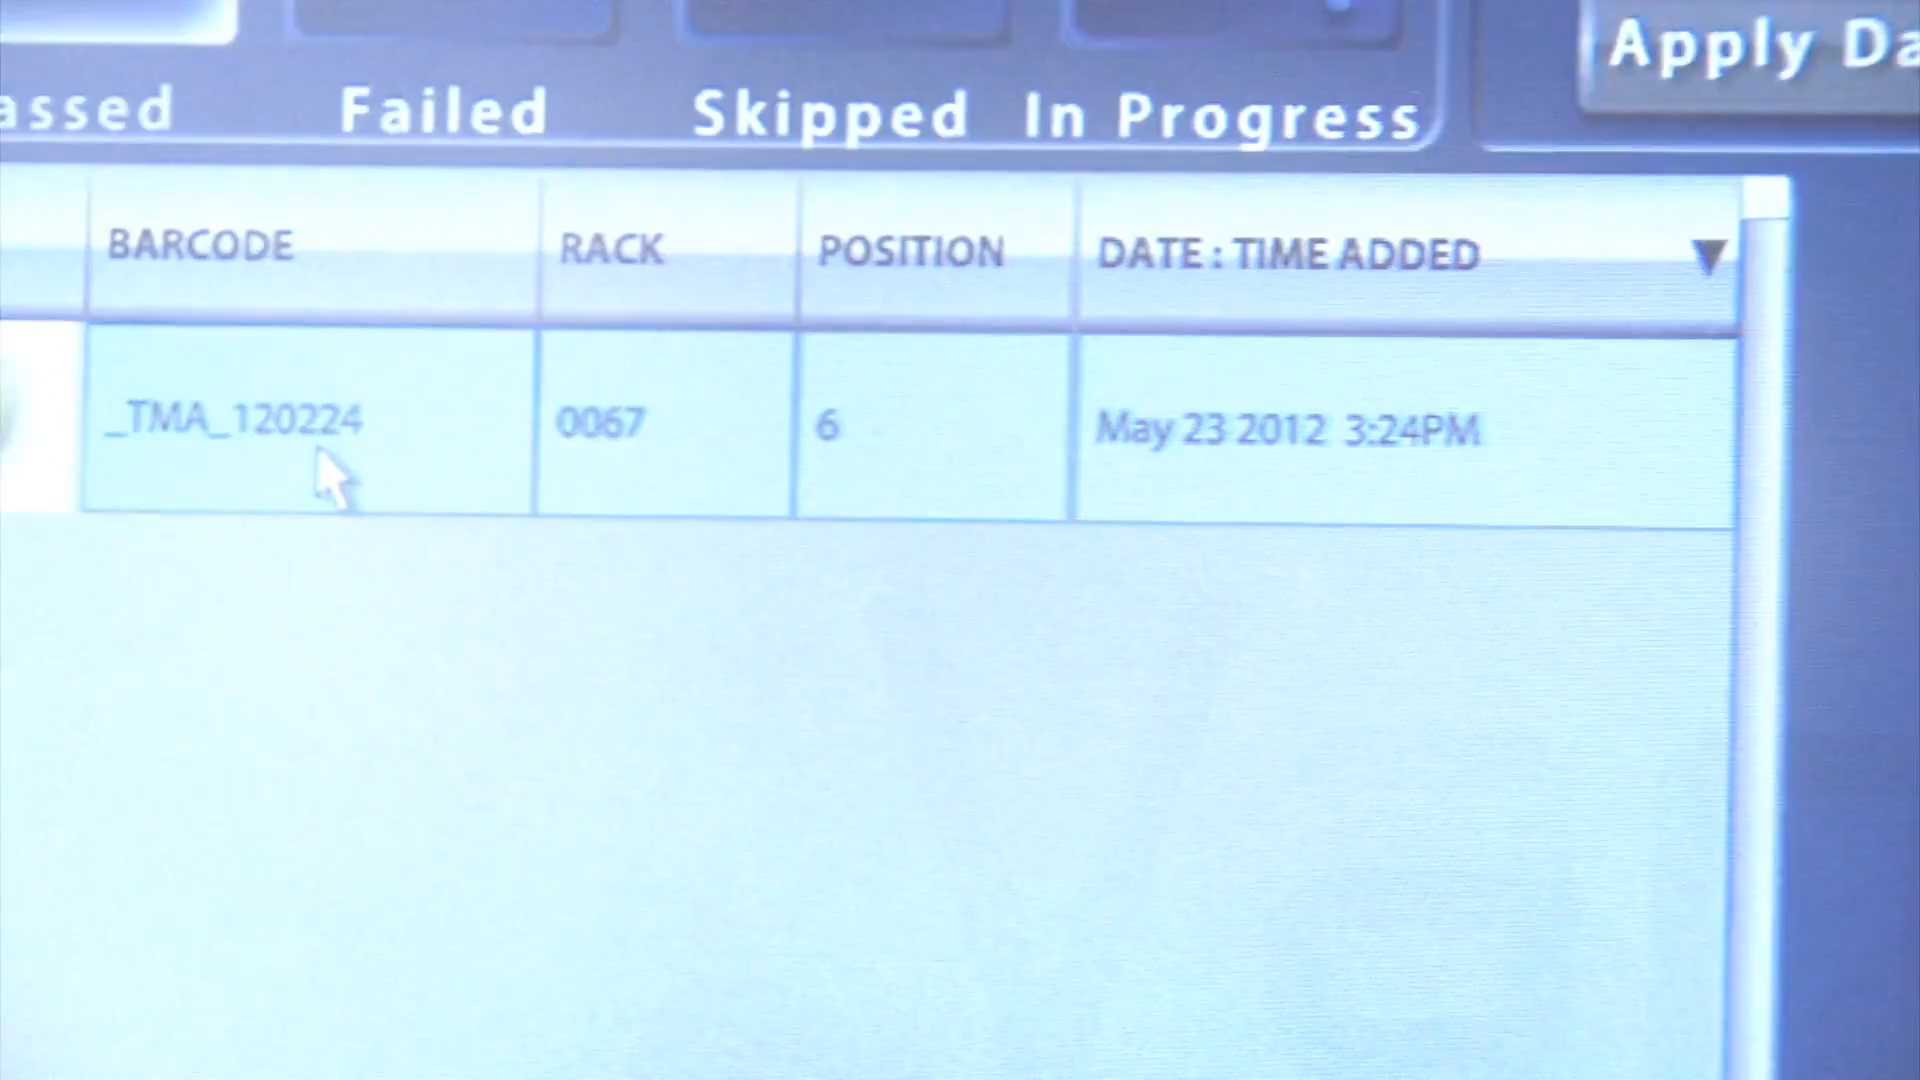 Apply Da
assed Failed Skipped In Progress
BARCODE RACK POSITION DATE : TIME ADDED
_TMA_120224 0067 6 May 23 2012 3:24PM